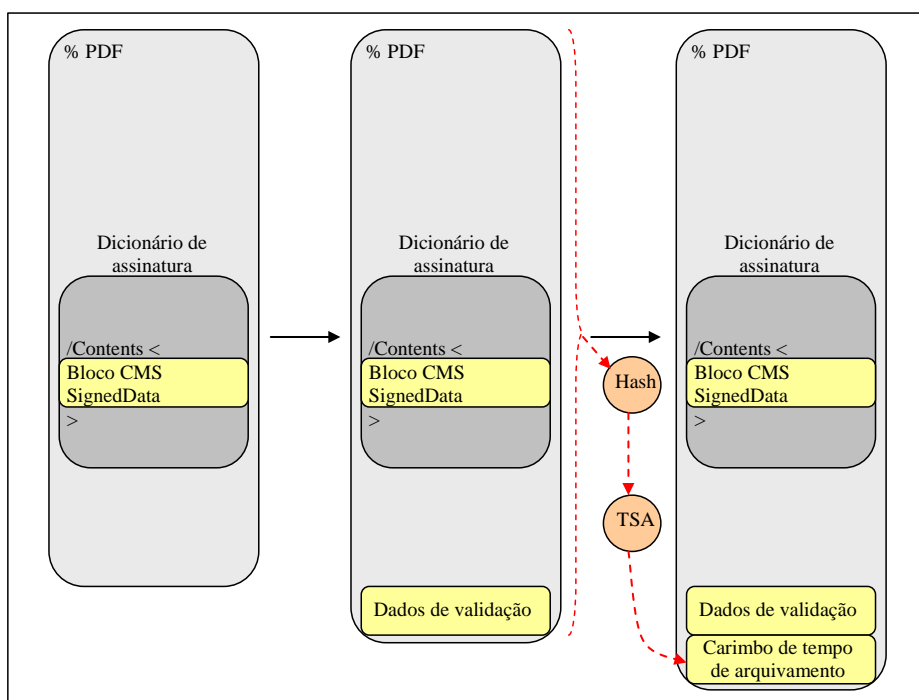 % PDF
Dicionário de
assinatura
/Contents <
Bloco CMS
SignedData
>
% PDF
Dicionário de
assinatura
/Contents <
Bloco CMS
SignedData
>
Dados de validação
Hash
TSA
% PDF
Dicionário de
assinatura
/Contents <
Bloco CMS
SignedData
>
Dados de validação
Carimbo de tempo
de arquivamento